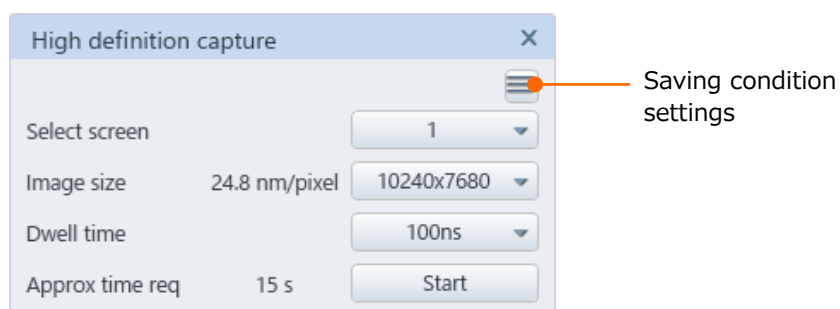 High definition capture
Saving condition
settings
Select screen 1
Image size 24.8 nm/pixel 10240x7680
Dwell time 100ns
Approx time req 15 s Start